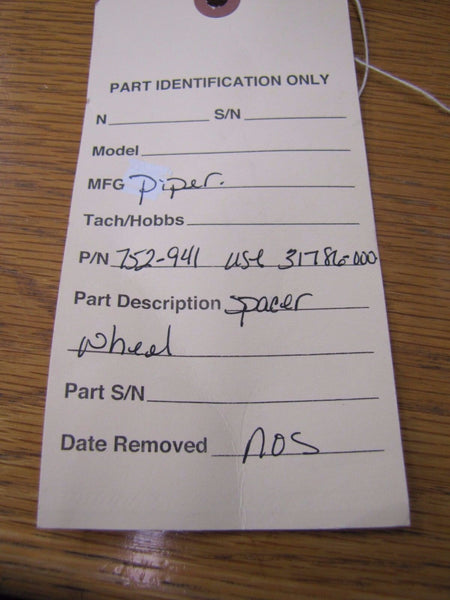 PART IDENTIFICATION ONLY
N S/N
Model
MFG Piper.
Tach/Hobbs
P/N 752-941 use 31786-000
Part Description spacer
wheel
Part S/N
Date Removed NOS